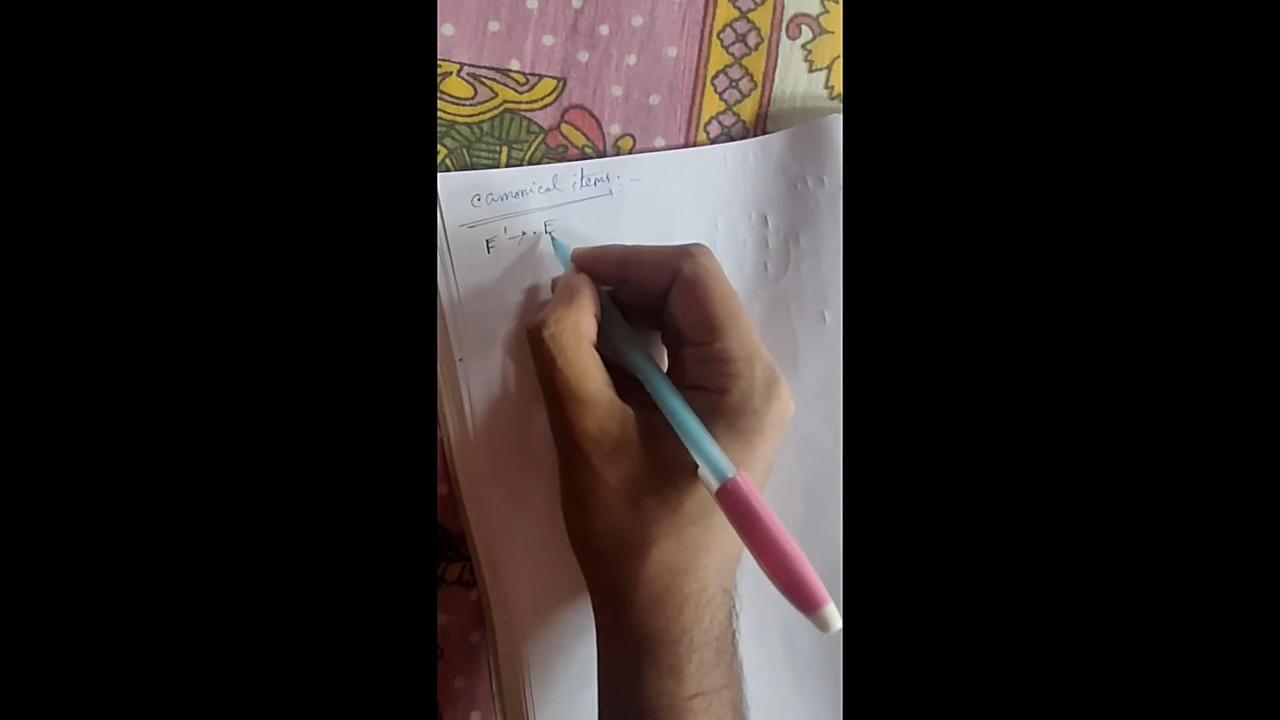 canonical items : -
E' → . E